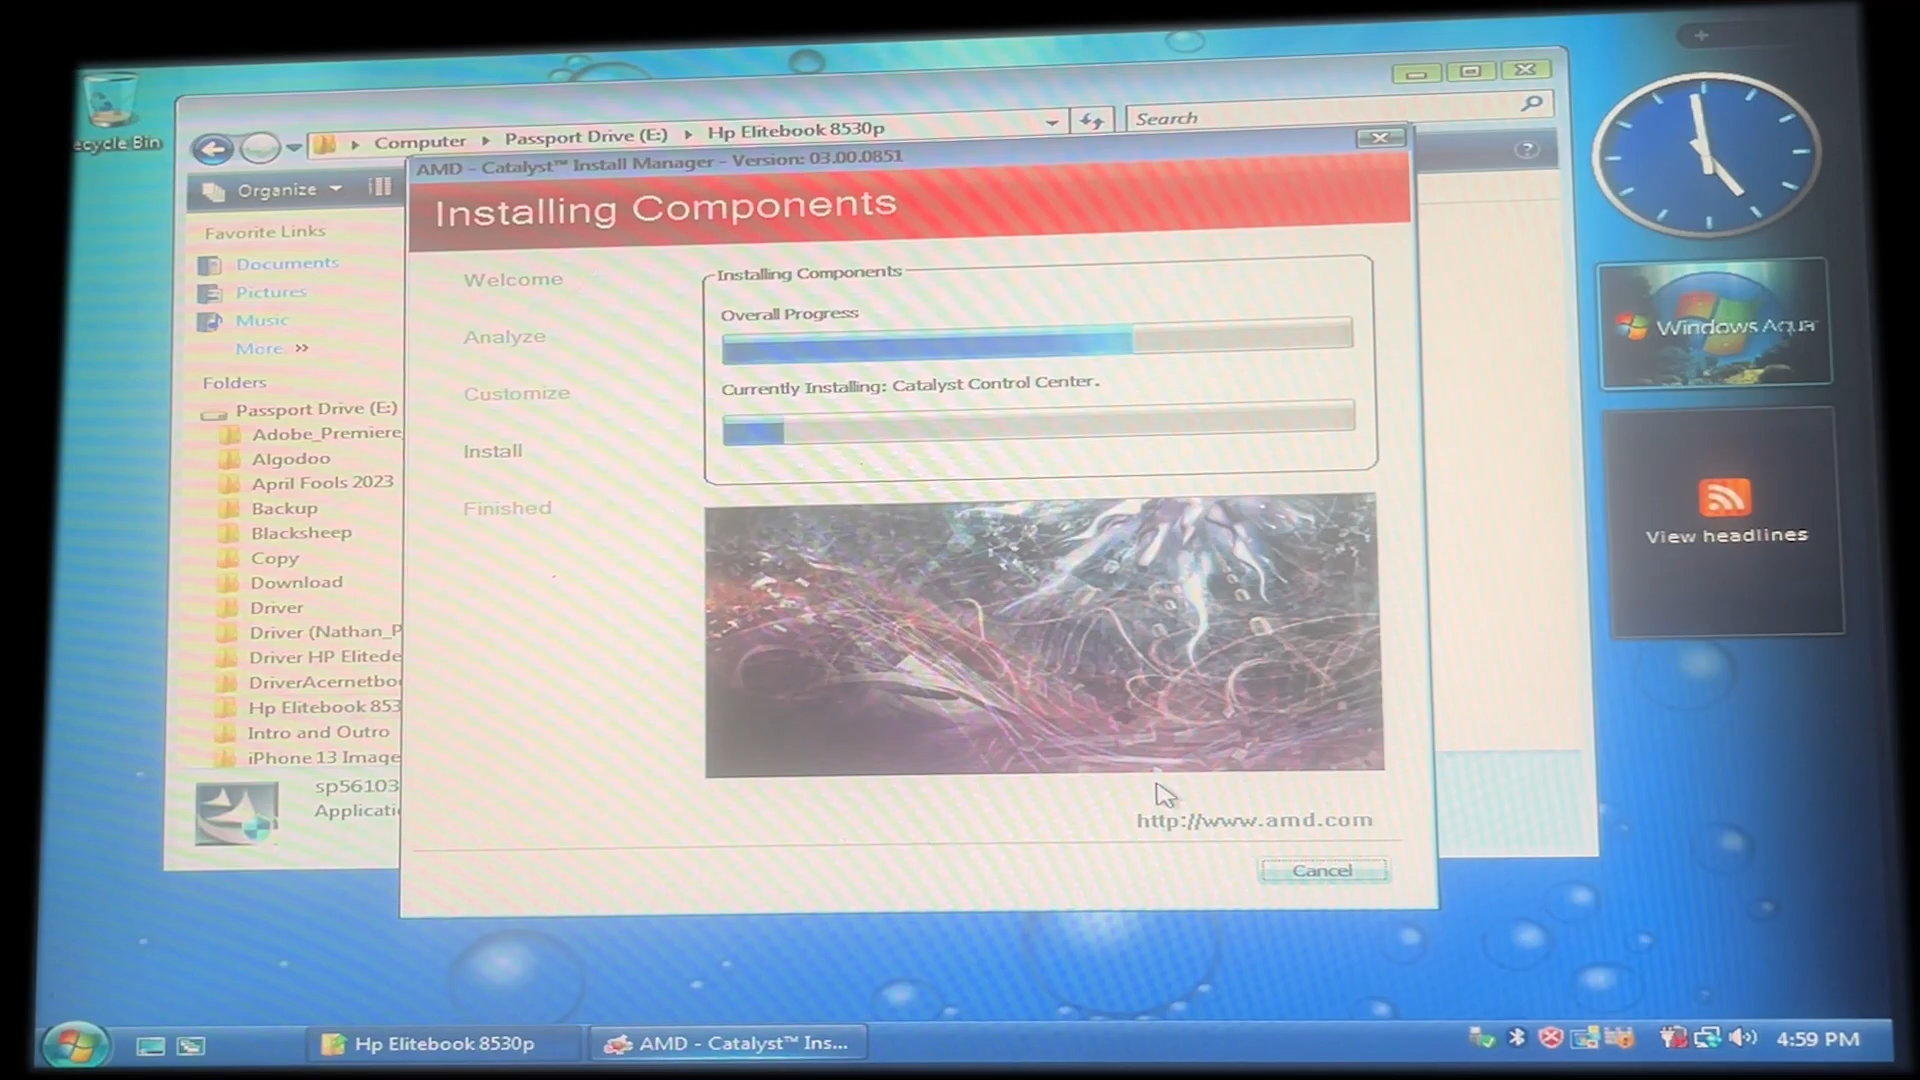 ecycle Bin
Computer
Passport Drive (E:)
Hp Elitebook 8530p
Search
AMD - Catalyst™ Install Manager - Version: 03.00.0851
Organize
Installing Components
Favorite Links
Documents
Pictures
Music
More >>
Folders
Passport Drive (E:)
Adobe_Premiere
Algodoo
April Fools 2023
Backup
Blacksheep
Copy
Download
Driver
Driver (Nathan_P
Driver HP Elitede
DriverAcernetboo
Hp Elitebook 853
Intro and Outro
iPhone 13 Image
sp56103
Applicati
Welcome
Analyze
Customize
Install
Finished
Installing Components
Overall Progress
Currently Installing: Catalyst Control Center.
http://www.amd.com
Cancel
Windows Aqua
View headlines
Hp Elitebook 8530p
AMD - Catalyst™ Ins...
4:59 PM